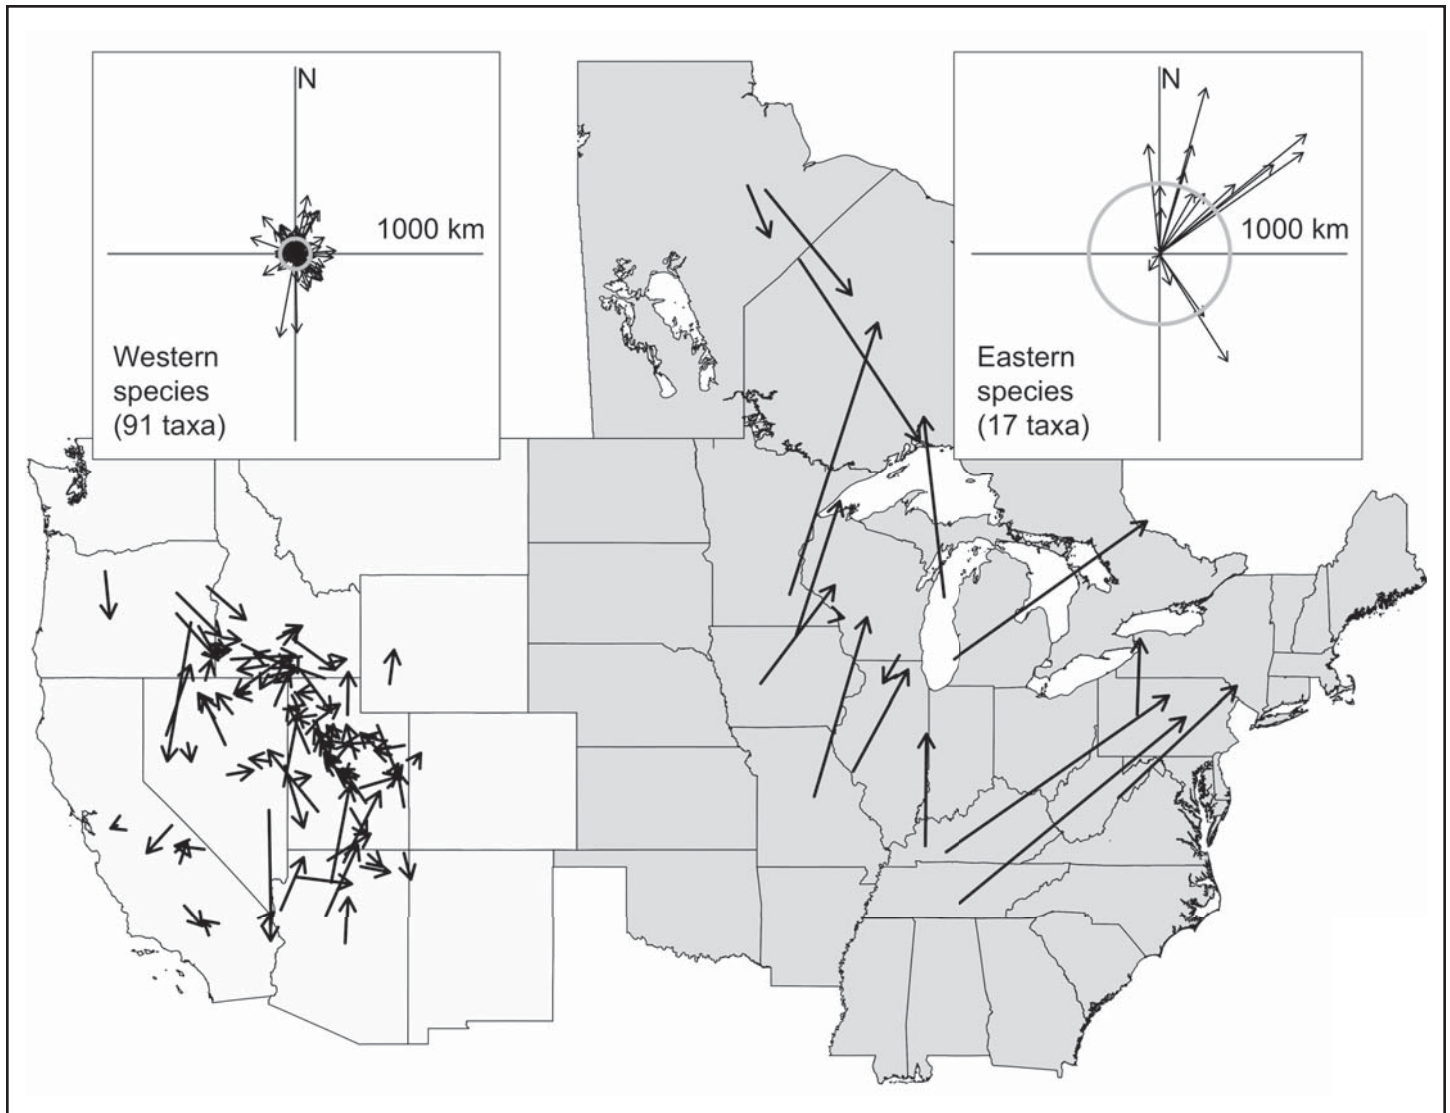 N
1000 km
Western
species
(91 taxa)
N
1000 km
Eastern
species
(17 taxa)